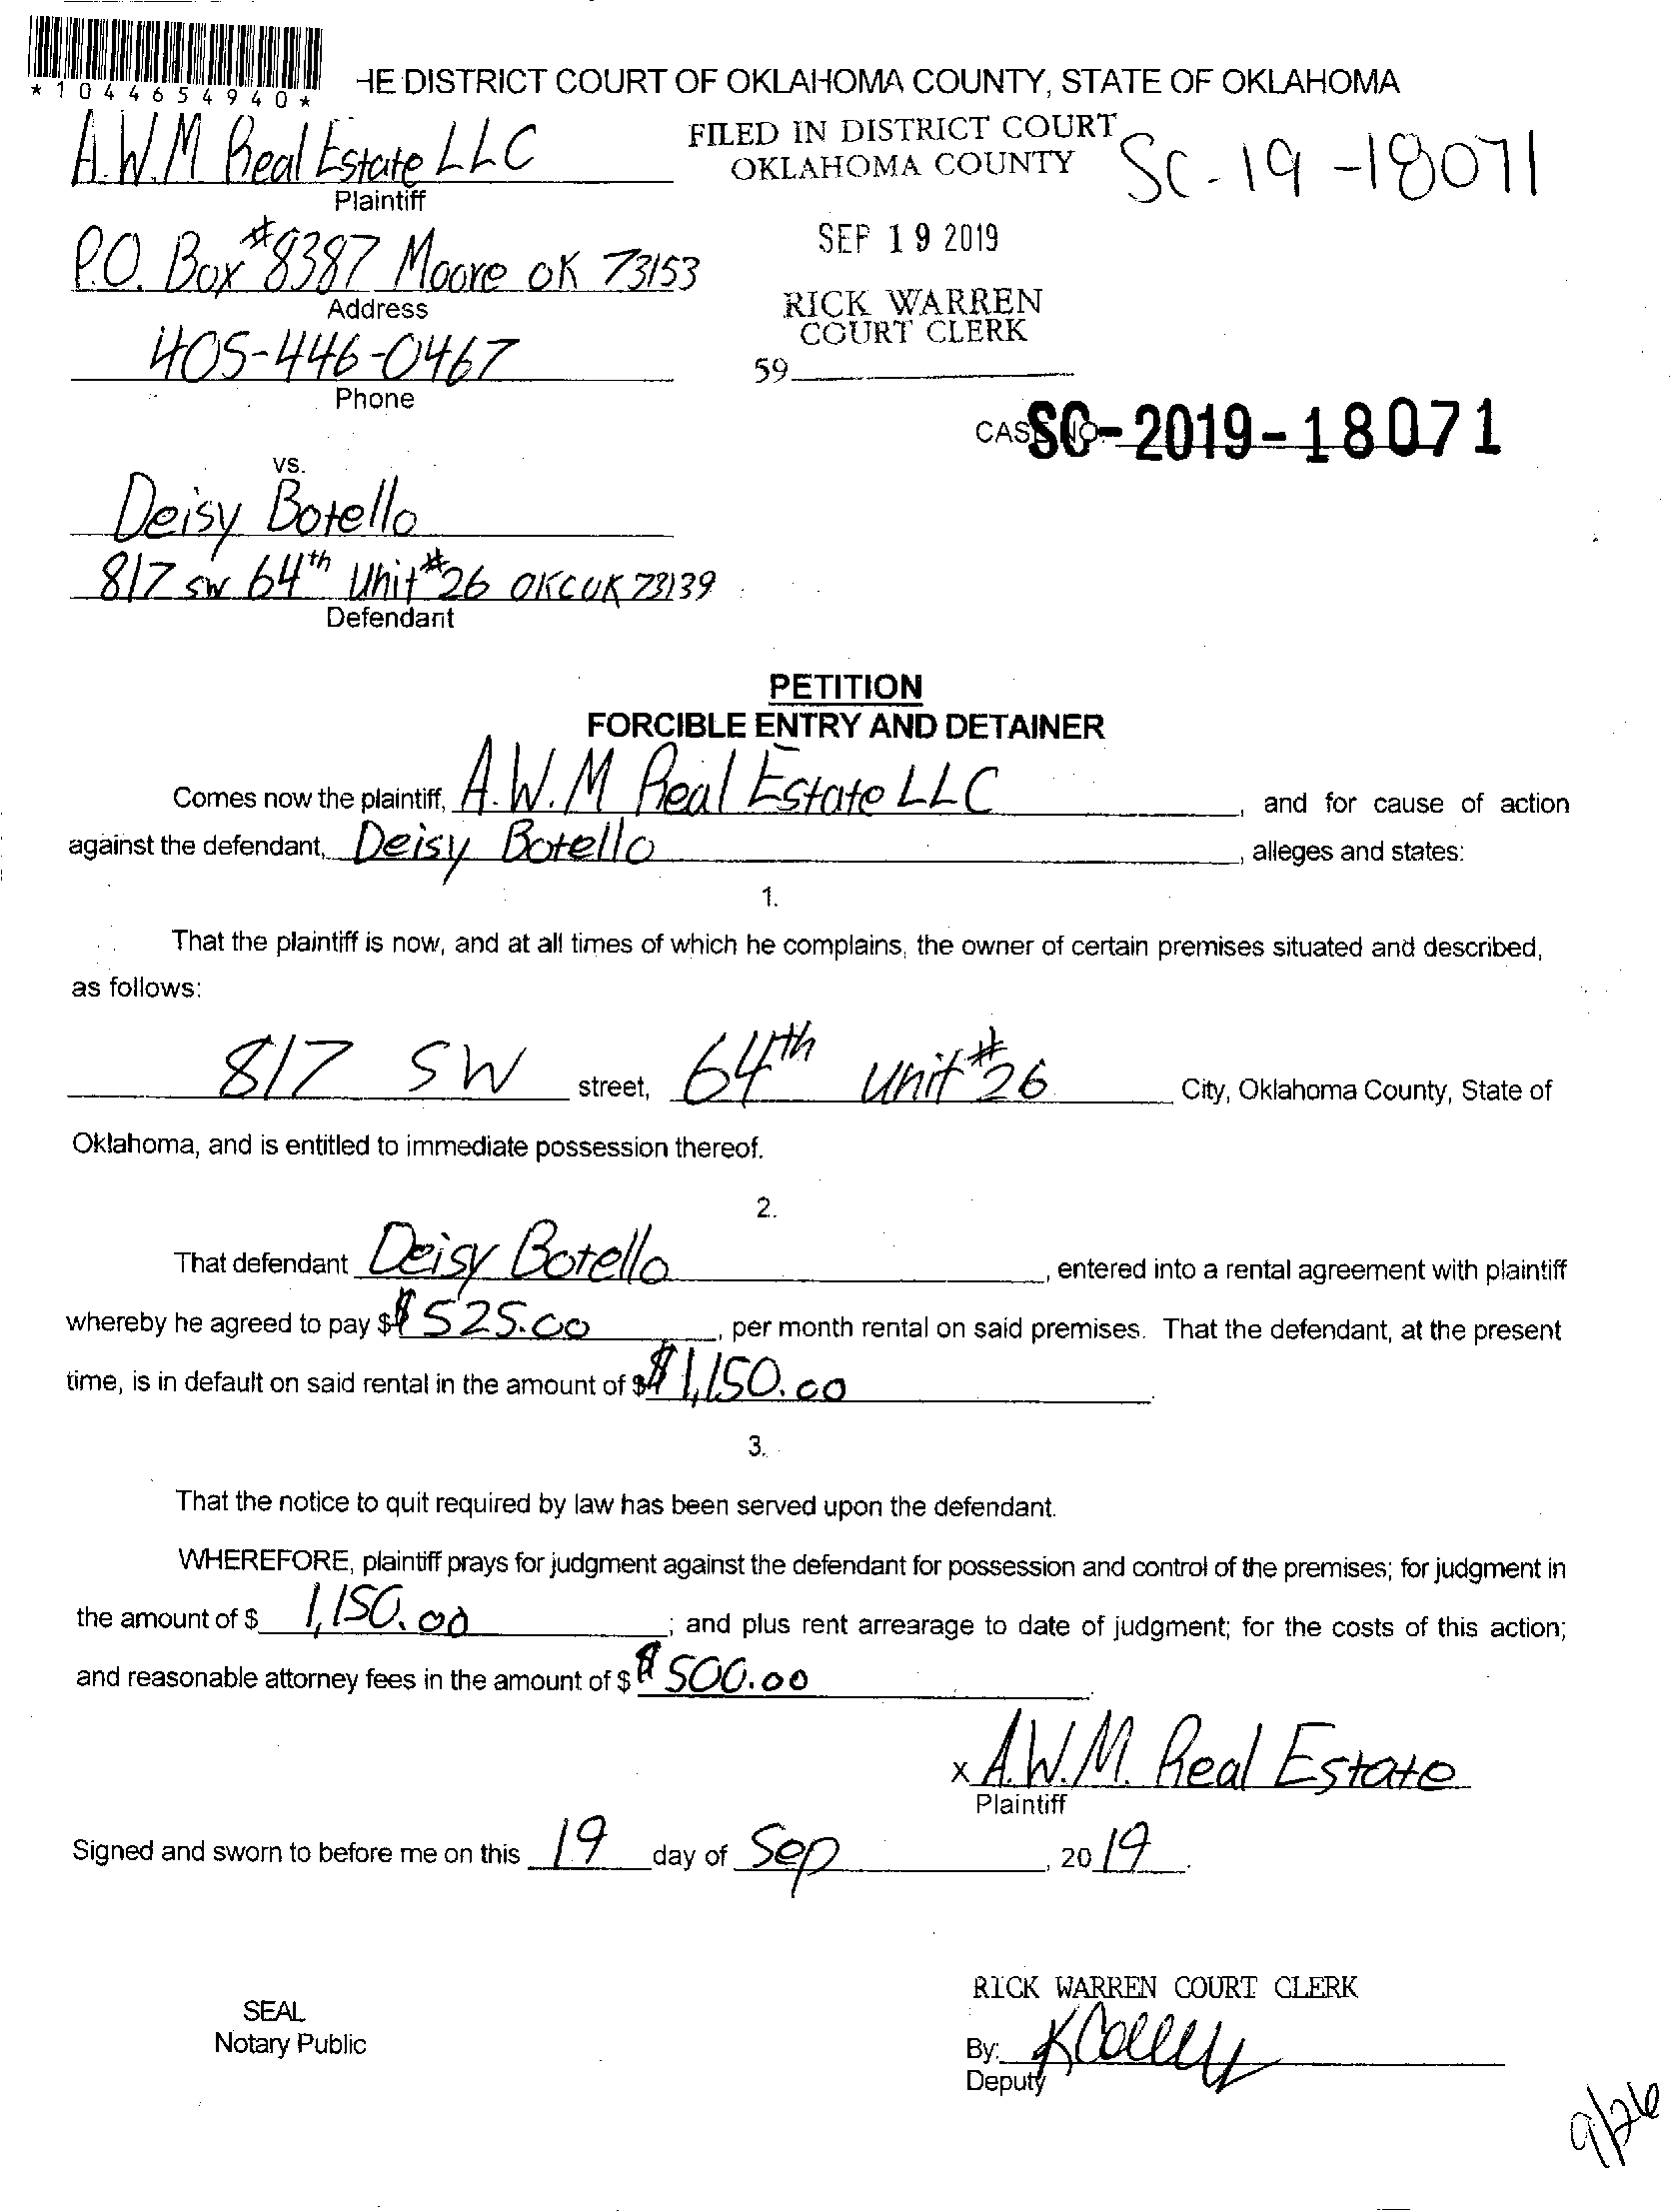 *1044654940*
HE DISTRICT COURT OF OKLAHOMA COUNTY, STATE OF OKLAHOMA
A.W.M Real Estate LLC
Plaintiff
FILED IN DISTRICT COURT
OKLAHOMA COUNTY
SC-19-18071
P.O. Box #8387 Moore OK 73153
Address
SEP 19 2019
405-446-0467
Phone
RICK WARREN
COURT CLERK
59
CASE NO. SC-2019-18071
vs.
Deisy Botello
817 SW 64th Unit #26 OKC OK 73139
Defendant
PETITION
FORCIBLE ENTRY AND DETAINER
Comes now the plaintiff, A.W.M Real Estate LLC, and for cause of action
against the defendant, Deisy Botello, alleges and states:
1.
That the plaintiff is now, and at all times of which he complains, the owner of certain premises situated and described,
as follows:
817 SW street, 64th unit #26 City, Oklahoma County, State of
Oklahoma, and is entitled to immediate possession thereof.
2.
That defendant Deisy Botello, entered into a rental agreement with plaintiff
whereby he agreed to pay $$525.00, per month rental on said premises. That the defendant, at the present
time, is in default on said rental in the amount of $$1,150.00.
3.
That the notice to quit required by law has been served upon the defendant.
WHEREFORE, plaintiff prays for judgment against the defendant for possession and control of the premises; for judgment in
the amount of $ 1,150.00; and plus rent arrearage to date of judgment; for the costs of this action;
and reasonable attorney fees in the amount of $$500.00.
x A.W.M. Real Estate
Plaintiff
Signed and sworn to before me on this 19 day of Sep, 2019.
RICK WARREN COURT CLERK
SEAL
Notary Public
By:
Deputy
9/26